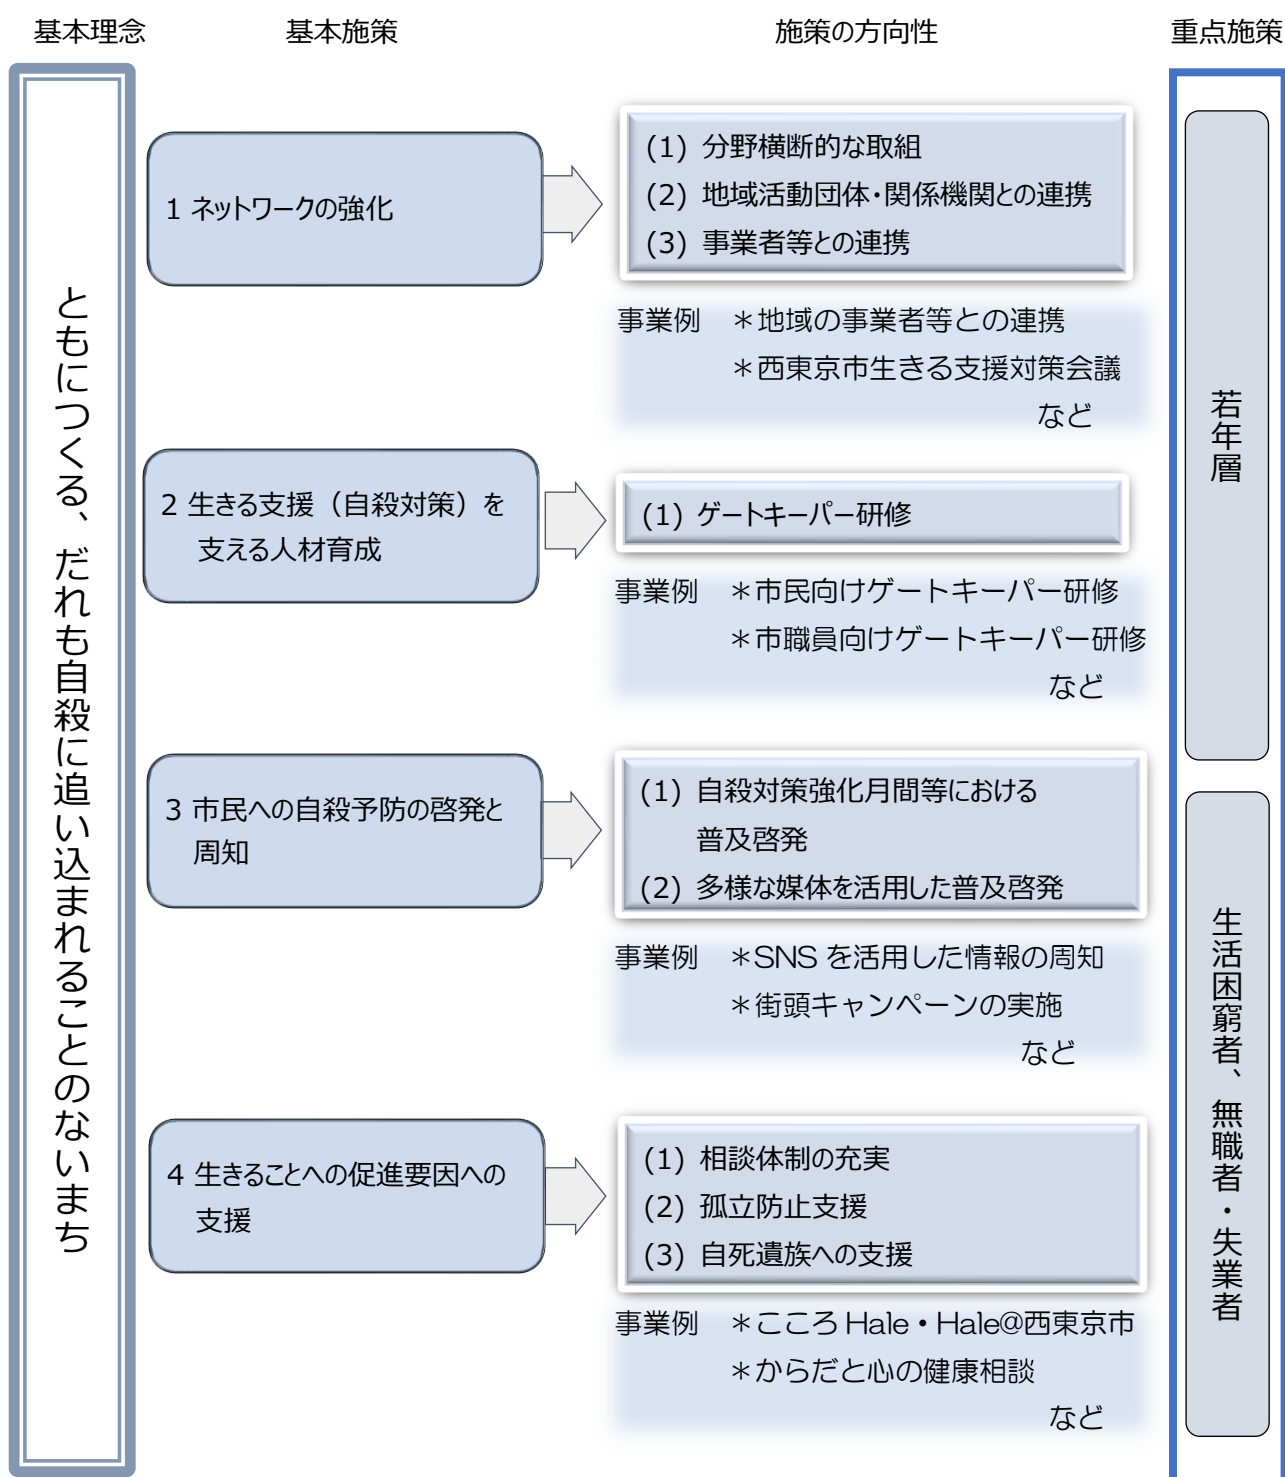 基本理念
基本施策
施策の方向性
重点施策
ともにつくる、だれも自殺に追い込まれることのないまち
1 ネットワークの強化
(1) 分野横断的な取組
(2) 地域活動団体・関係機関との連携
(3) 事業者等との連携
事業例 ＊地域の事業者等との連携
＊西東京市生きる支援対策会議
など
2 生きる支援（自殺対策）を
支える人材育成
(1) ゲートキーパー研修
事業例 ＊市民向けゲートキーパー研修
＊市職員向けゲートキーパー研修
など
3 市民への自殺予防の啓発と
周知
(1) 自殺対策強化月間等における
普及啓発
(2) 多様な媒体を活用した普及啓発
事業例 ＊SNS を活用した情報の周知
＊街頭キャンペーンの実施
など
4 生きることへの促進要因への
支援
(1) 相談体制の充実
(2) 孤立防止支援
(3) 自死遺族への支援
事業例 ＊こころ Hale・Hale@西東京市
＊からだと心の健康相談
など
若年層
生活困窮者、無職者・失業者